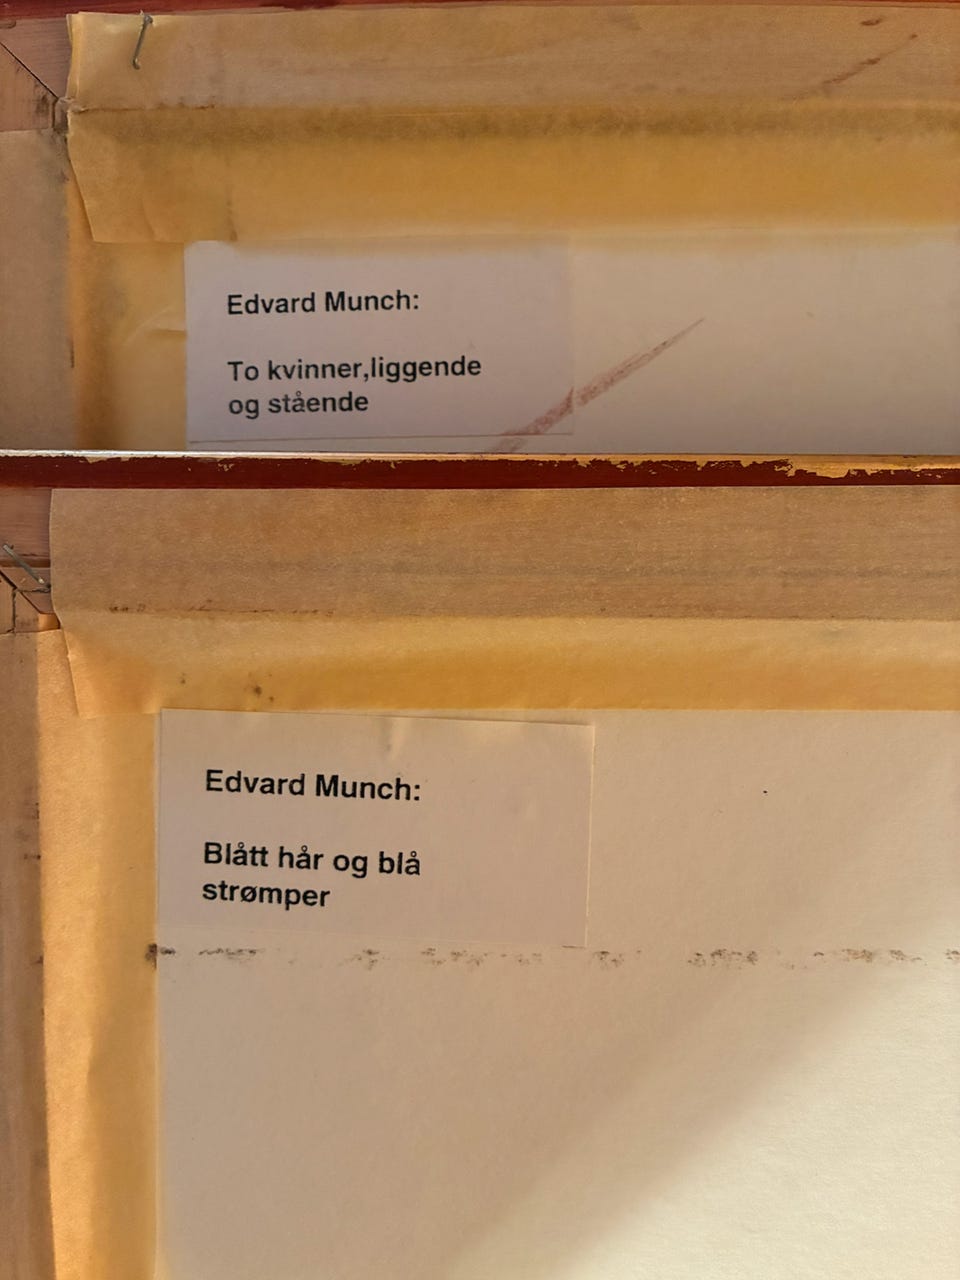 Edvard Munch:
To kvinner,liggende
og stående
Edvard Munch:
Blått hår og blå
strømper